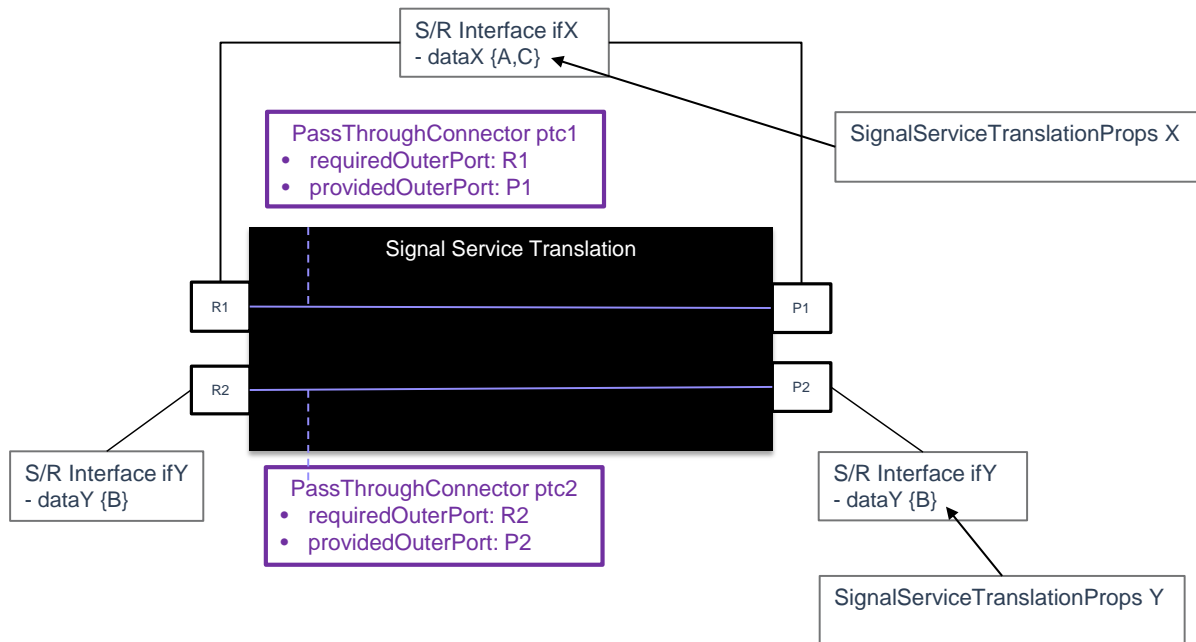 S/R Interface ifX
- dataX {A,C}
SignalServiceTranslationProps X
PassThroughConnector ptc1
• requiredOuterPort: R1
• providedOuterPort: P1
Signal Service Translation
R1
P1
R2
P2
S/R Interface ifY
- dataY {B}
PassThroughConnector ptc2
• requiredOuterPort: R2
• providedOuterPort: P2
S/R Interface ifY
- dataY {B}
SignalServiceTranslationProps Y